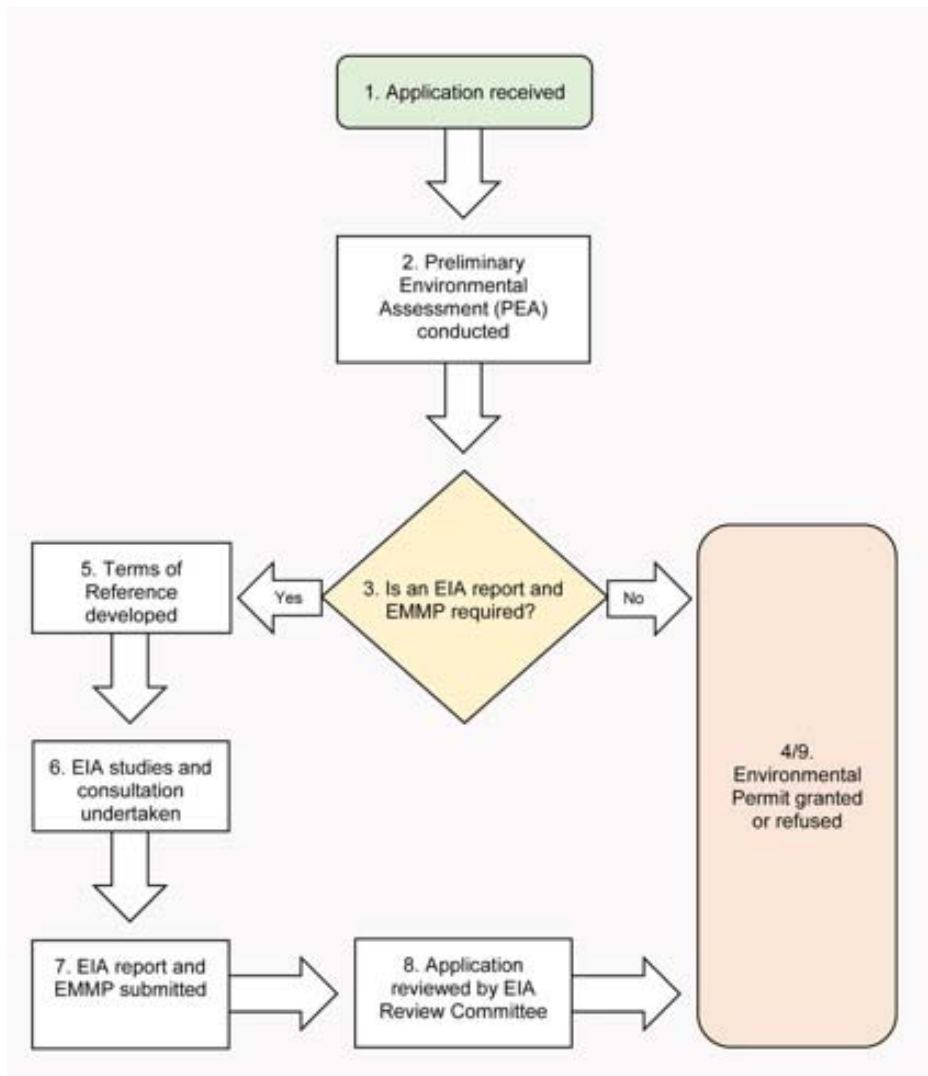 1. Application received
2. Preliminary
Environmental
Assessment (PEA)
conducted
3. Is an EIA report and
EMMP required?
Yes
No
4/9.
Environmental
Permit granted
or refused
5. Terms of
Reference
developed
6. EIA studies and
consultation
undertaken
7. EIA report and
EMMP submitted
8. Application
reviewed by EIA
Review Committee